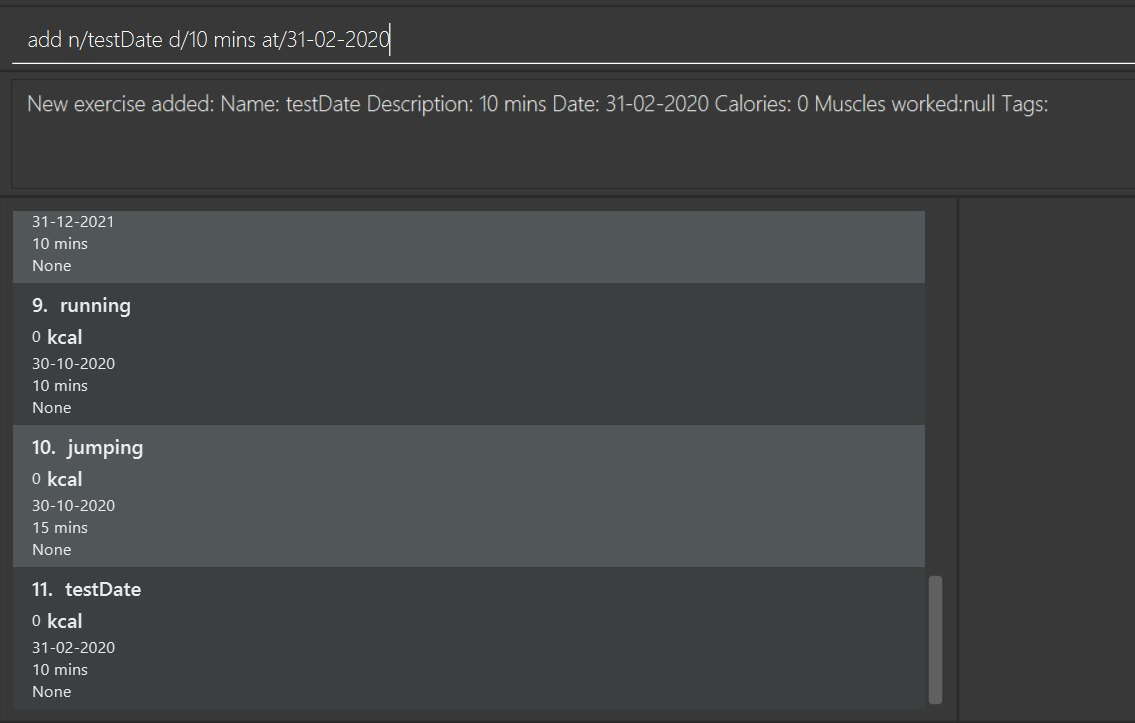 add n/testDate d/10 mins at/31-02-2020
New exercise added: Name: testDate Description: 10 mins Date: 31-02-2020 Calories: 0 Muscles worked:null Tags:
31-12-2021
10 mins
None
9. running
0 kcal
30-10-2020
10 mins
None
10. jumping
0 kcal
30-10-2020
15 mins
None
11. testDate
0 kcal
31-02-2020
10 mins
None